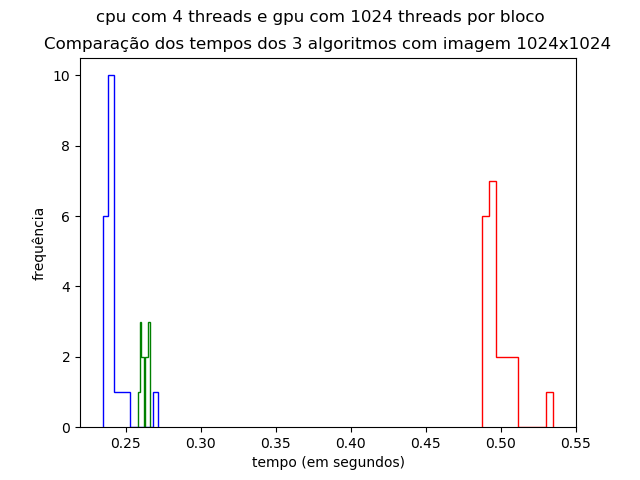 cpu com 4 threads e gpu com 1024 threads por bloco
Comparação dos tempos dos 3 algoritmos com imagem 1024x1024
10
8
6
4
2
0
frequência
0.25 0.30 0.35 0.40 0.45 0.50 0.55
tempo (em segundos)